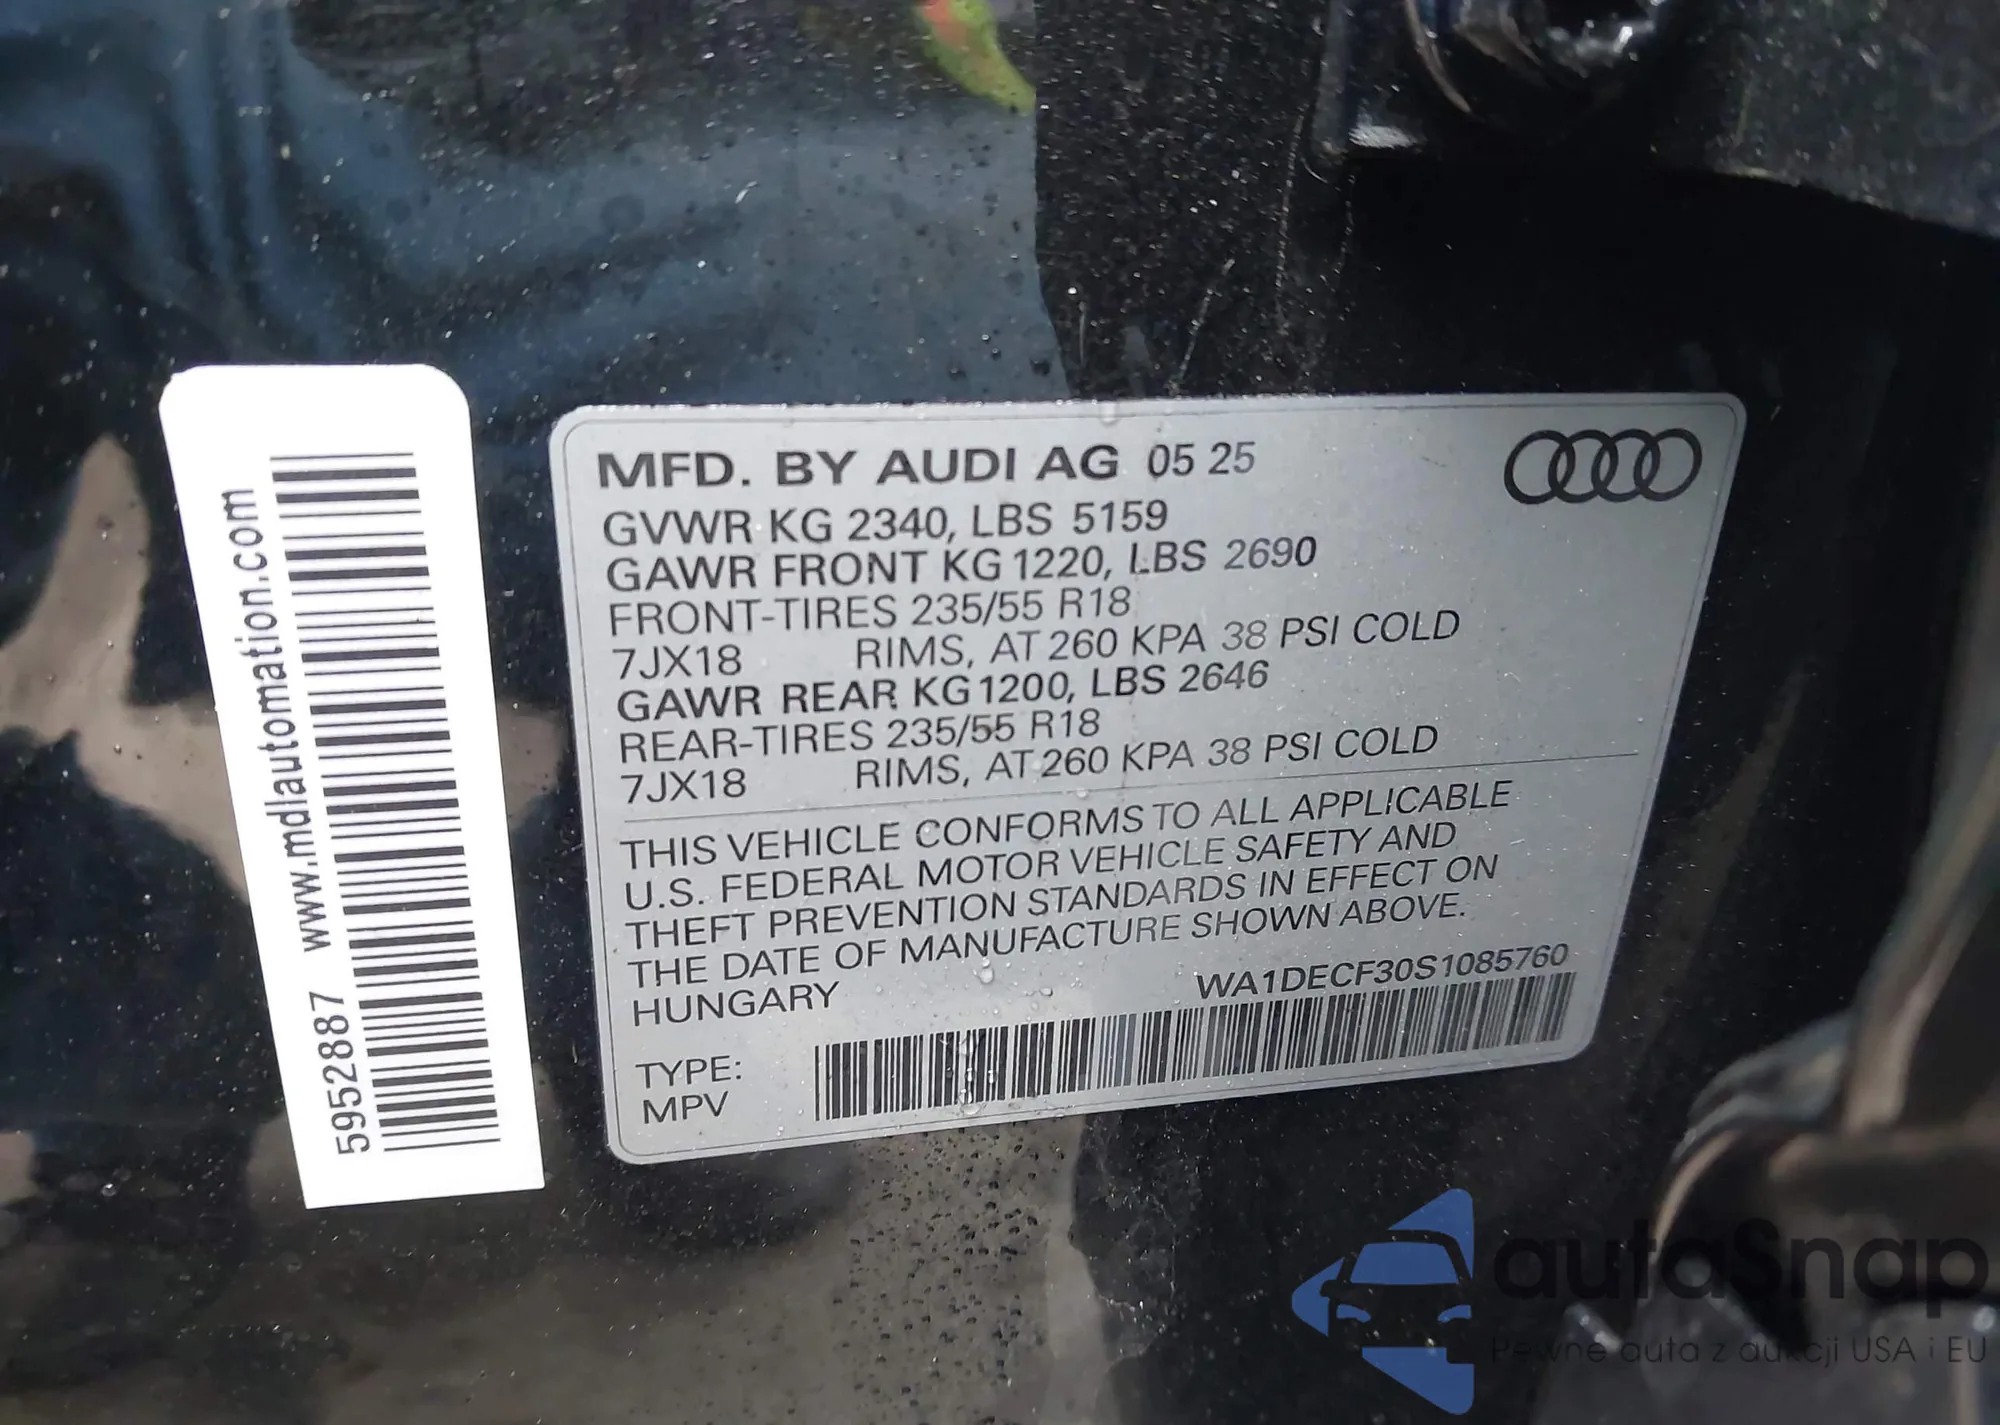 59528887 www.mdlautomation.com
MFD. BY AUDI AG 05 25
GVWR KG 2340, LBS 5159
GAWR FRONT KG 1220, LBS 2690
FRONT-TIRES 235/55 R18
7JX18 RIMS, AT 260 KPA 38 PSI COLD
GAWR REAR KG 1200, LBS 2646
REAR-TIRES 235/55 R18
7JX18 RIMS, AT 260 KPA 38 PSI COLD
THIS VEHICLE CONFORMS TO ALL APPLICABLE
U.S. FEDERAL MOTOR VEHICLE SAFETY AND
THEFT PREVENTION STANDARDS IN EFFECT ON
THE DATE OF MANUFACTURE SHOWN ABOVE.
HUNGARY WA1DECF30S1085760
TYPE:
MPV
autaSnap
Pewne auta z aukcji USA i EU